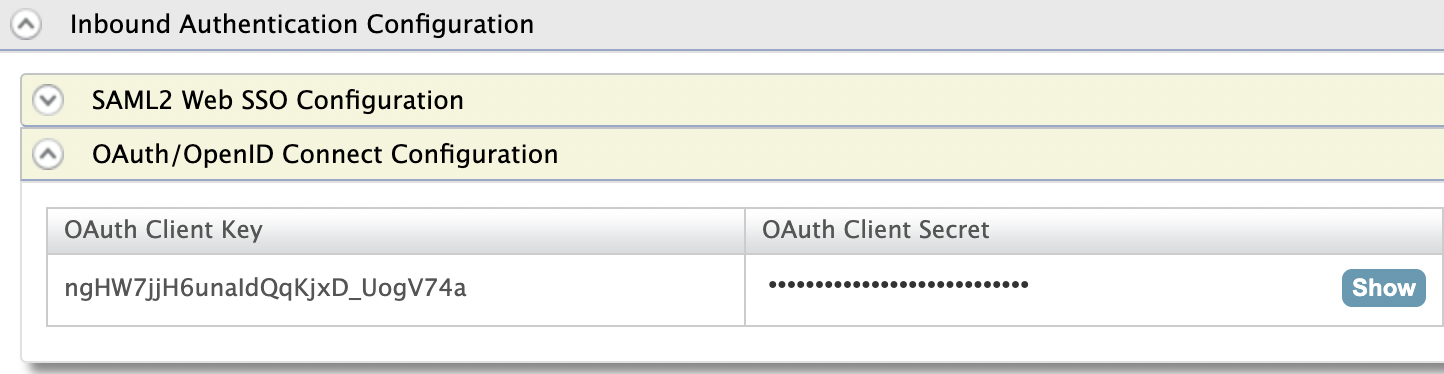 Inbound Authentication Configuration
SAML2 Web SSO Configuration
OAuth/OpenID Connect Configuration
OAuth Client Key OAuth Client Secret
ngHW7jjH6unaIdQqKjxD_UogV74a •••••••••••••••••••••••••••• Show